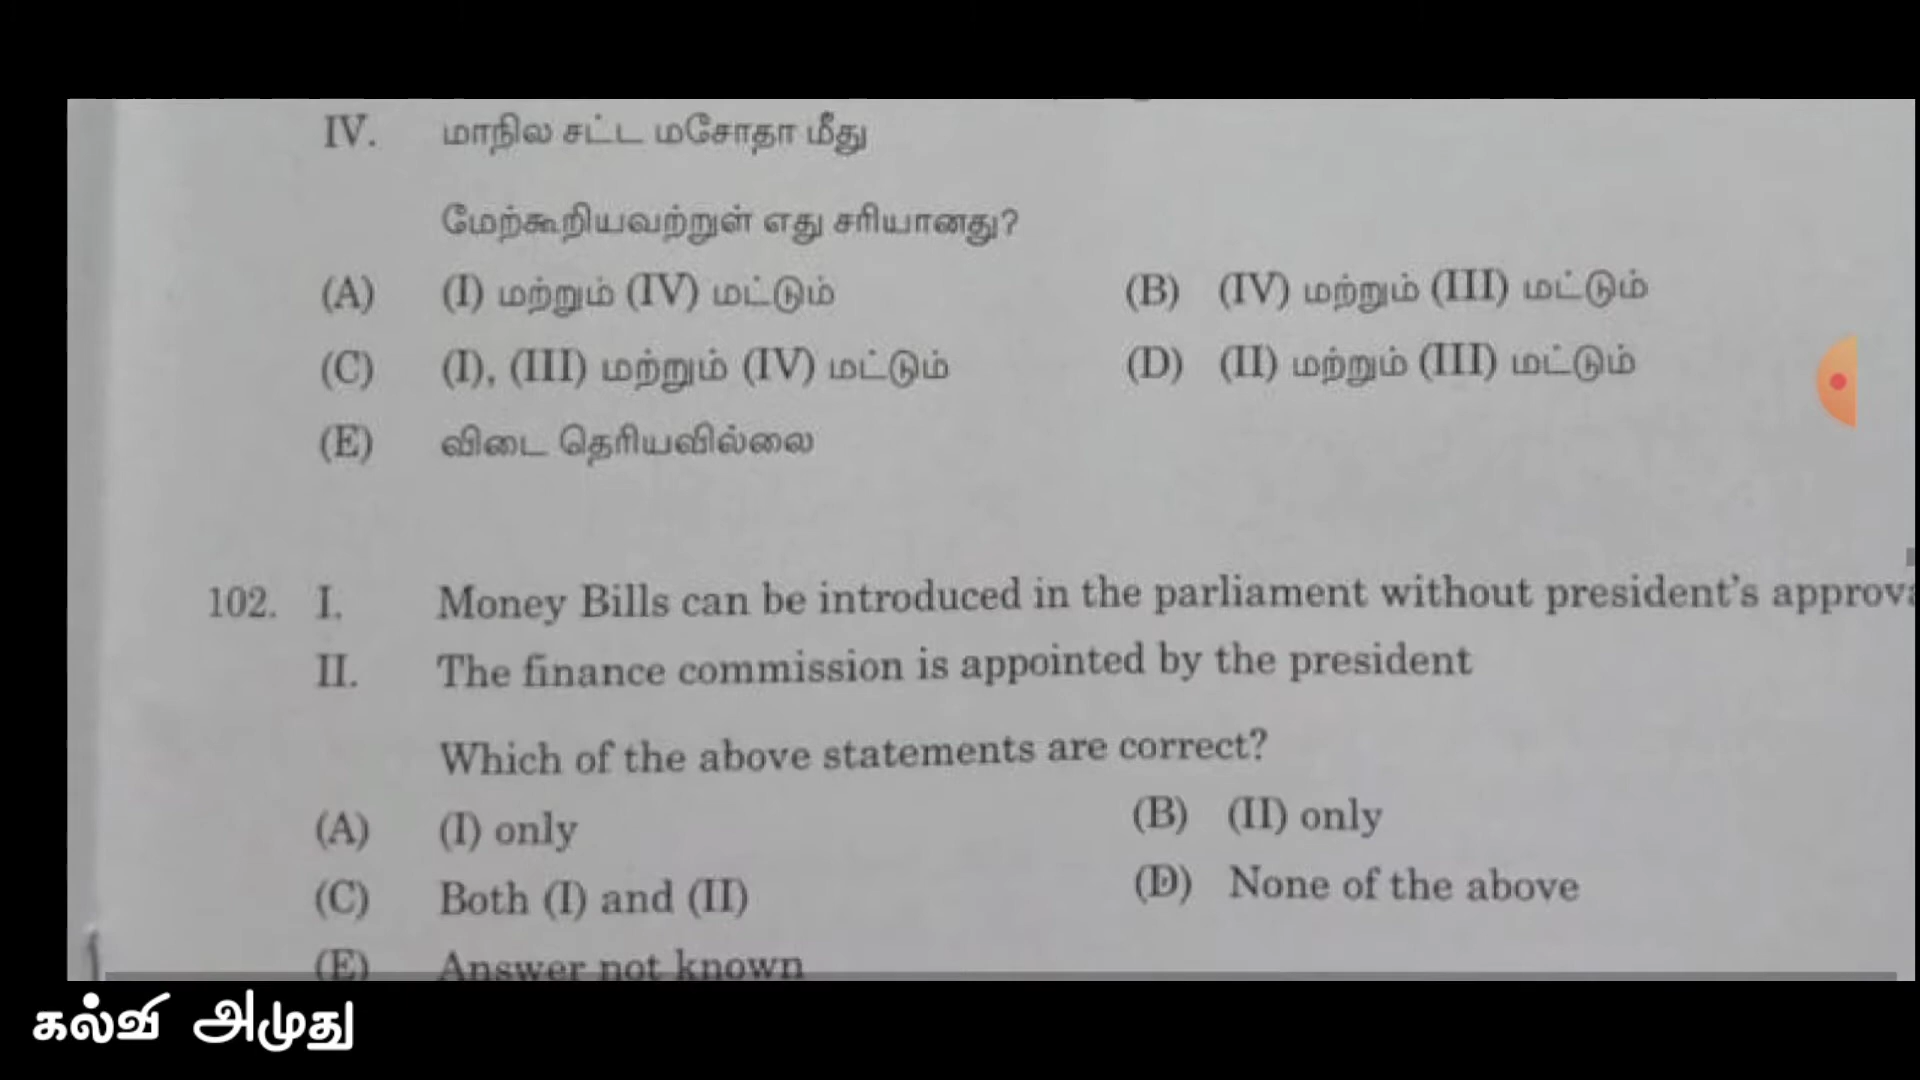 IV. மாநில சட்ட மசோதா மீது
மேற்கூறியவற்றுள் எது சரியானது?
(A) (I) மற்றும் (IV) மட்டும் (B) (IV) மற்றும் (III) மட்டும்
(C) (I), (III) மற்றும் (IV) மட்டும் (D) (II) மற்றும் (III) மட்டும்
(E) விடை தெரியவில்லை
102. I. Money Bills can be introduced in the parliament without president's
II. The finance commission is appointed by the president
Which of the above statements are correct?
(A) (I) only (B) (II) only
(C) Both (I) and (II) (D) None of the above
(E) Answer not known
கல்வி அமுது